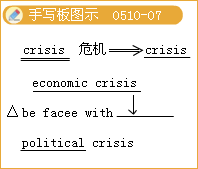 手写板图示 0510-07
crisis 危机 crisis
economic crisis
△ be facee with
political crisis